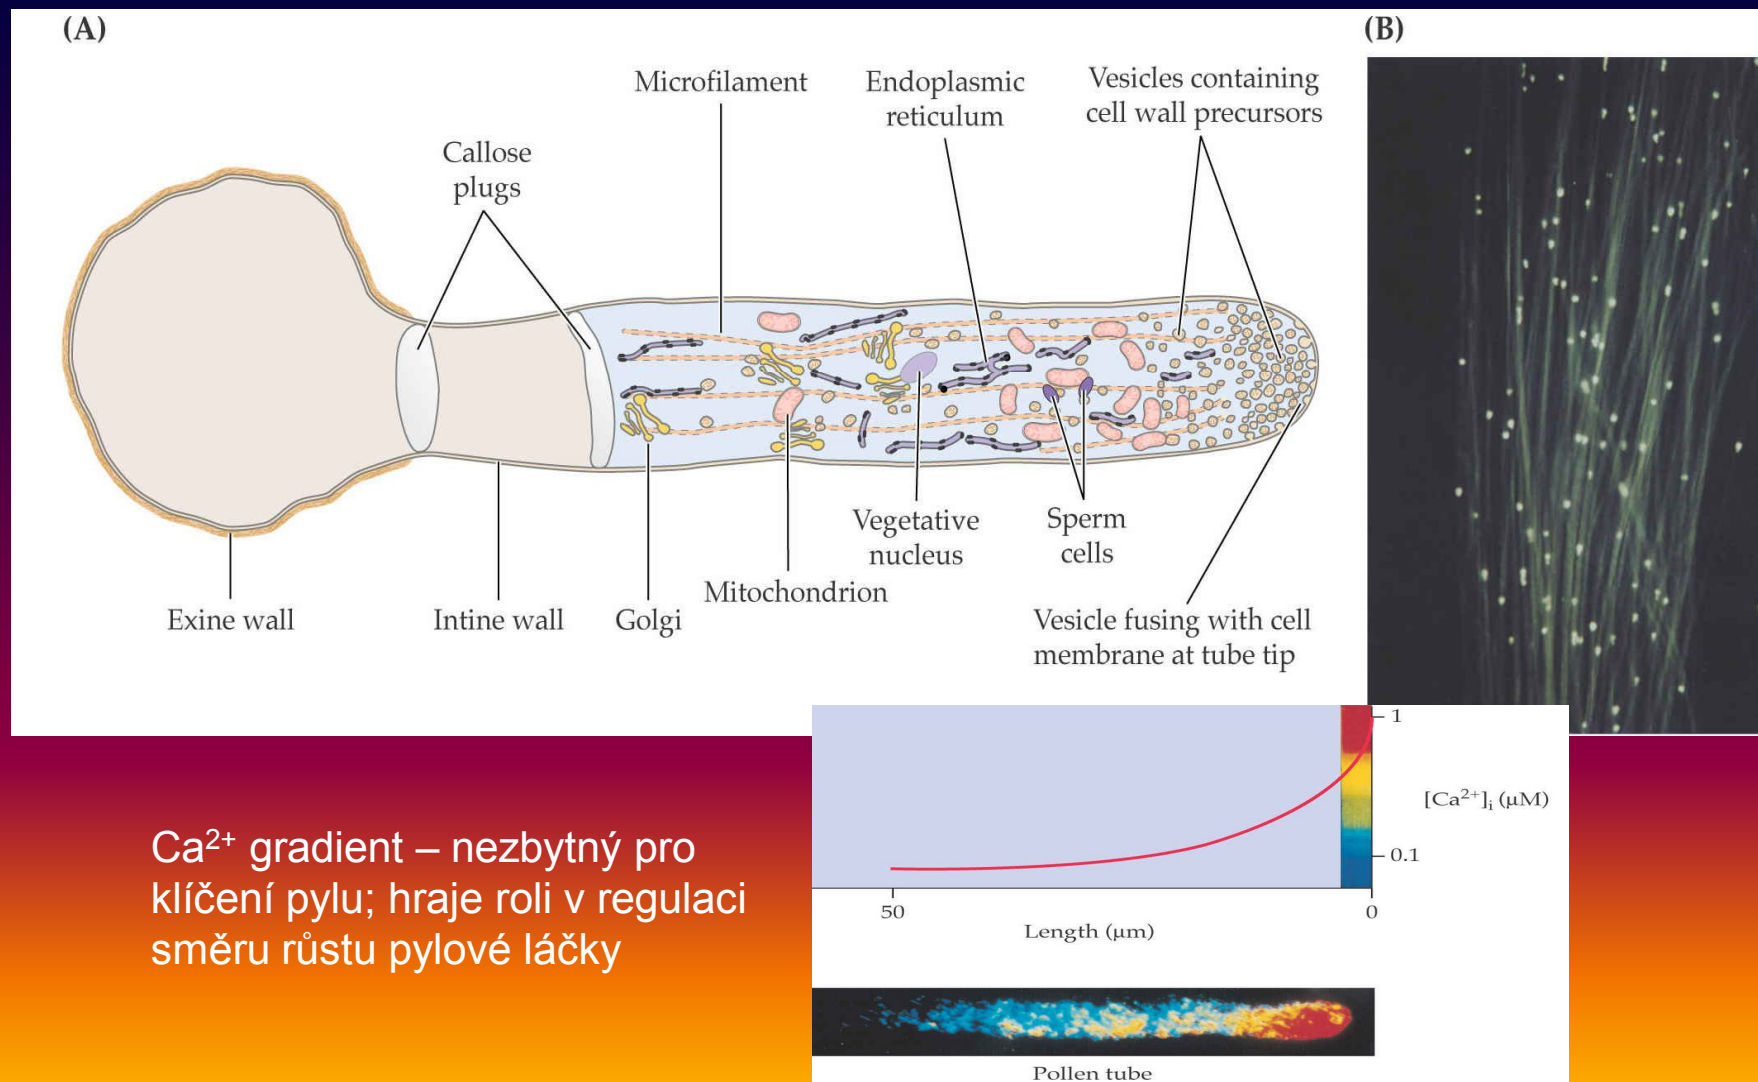 (A)
(B)
Microfilament
Endoplasmic
reticulum
Vesicles containing
cell wall precursors
Callose
plugs
Vegetative
nucleus
Sperm
cells
Mitochondrion
Exine wall
Intine wall
Golgi
Vesicle fusing with cell
membrane at tube tip
1
[Ca²⁺]ᵢ (μM)
0.1
50
0
Length (μm)
Ca²⁺ gradient – nezbytný pro
klíčení pylu; hraje roli v regulaci
směru růstu pylové láčky
Pollen tube